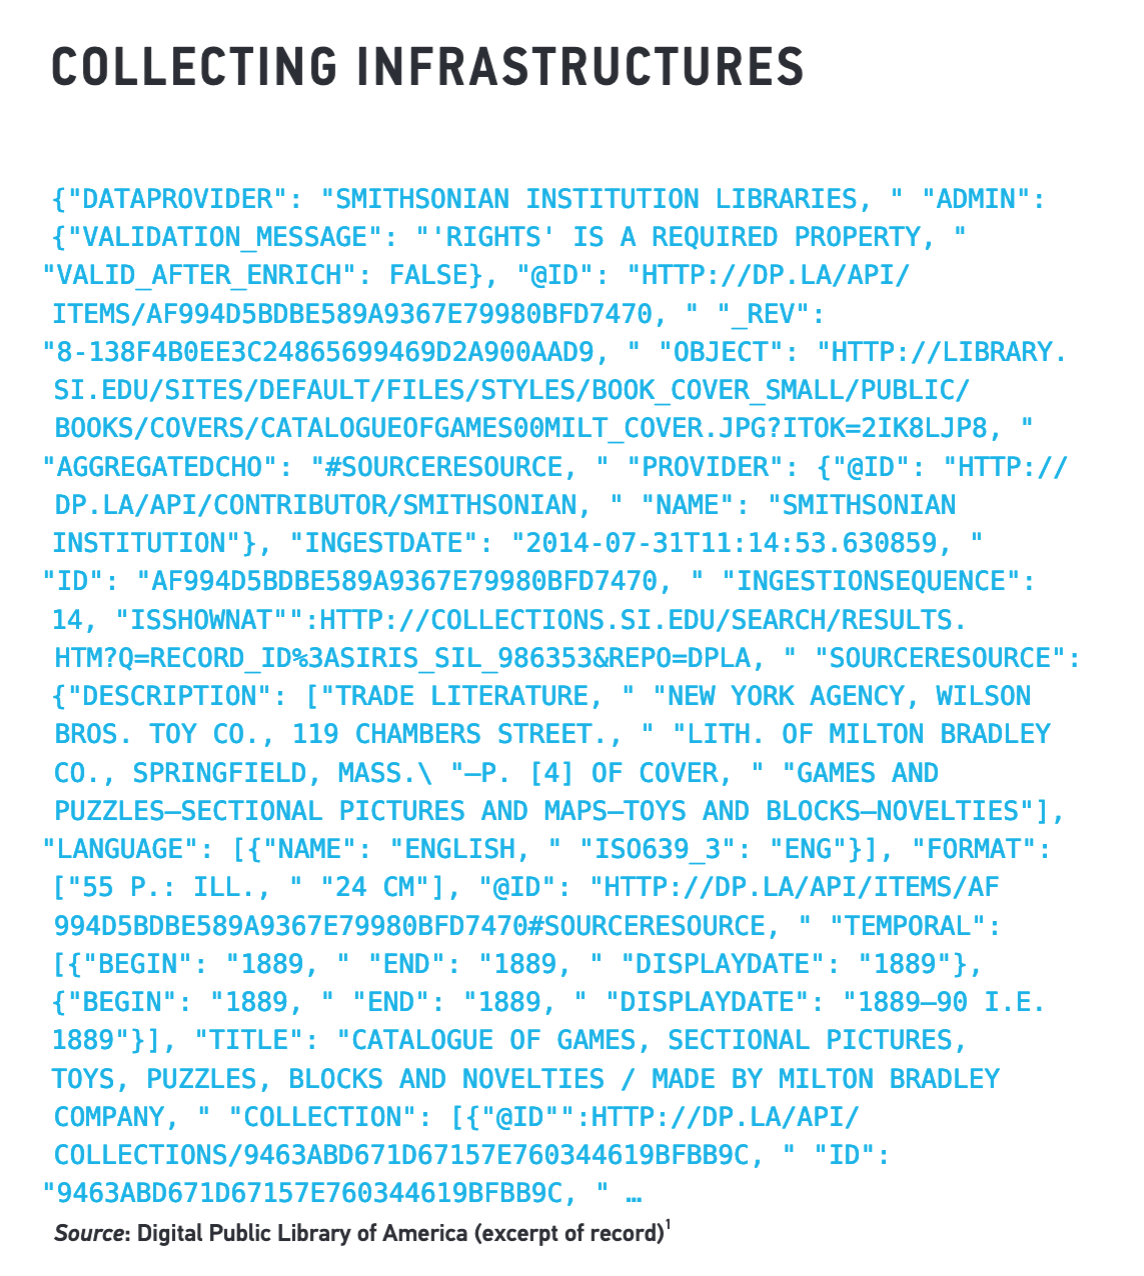 COLLECTING INFRASTRUCTURES
{"DATAPROVIDER": "SMITHSONIAN INSTITUTION LIBRARIES, " "ADMIN":
{"VALIDATION_MESSAGE": "'RIGHTS' IS A REQUIRED PROPERTY, "
"VALID_AFTER_ENRICH": FALSE}, "@ID": "HTTP://DP.LA/API/
ITEMS/AF994D5BDBE589A9367E79980BFD7470, " "_REV":
"8-138F4B0EE3C24865699469D2A900AAD9, " "OBJECT": "HTTP://LIBRARY.
SI.EDU/SITES/DEFAULT/FILES/STYLES/BOOK_COVER_SMALL/PUBLIC/
BOOKS/COVERS/CATALOGUEOFGAMES00MILT_COVER.JPG?ITOK=2IK8LJP8, "
"AGGREGATEDCHO": "#SOURCERESOURCE, " "PROVIDER": {"@ID": "HTTP://
DP.LA/API/CONTRIBUTOR/SMITHSONIAN, " "NAME": "SMITHSONIAN
INSTITUTION"}, "INGESTDATE": "2014-07-31T11:14:53.630859, "
"ID": "AF994D5BDBE589A9367E79980BFD7470, " "INGESTIONSEQUENCE":
14, "ISSHOWNAT"":HTTP://COLLECTIONS.SI.EDU/SEARCH/RESULTS.
HTM?Q=RECORD_ID%3ASIRIS_SIL_986353&REPO=DPLA, " "SOURCERESOURCE":
{"DESCRIPTION": ["TRADE LITERATURE, " "NEW YORK AGENCY, WILSON
BROS. TOY CO., 119 CHAMBERS STREET., " "LITH. OF MILTON BRADLEY
CO., SPRINGFIELD, MASS.\ "—P. [4] OF COVER, " "GAMES AND
PUZZLES—SECTIONAL PICTURES AND MAPS—TOYS AND BLOCKS—NOVELTIES"],
"LANGUAGE": [{"NAME": "ENGLISH, " "ISO639_3": "ENG"}], "FORMAT":
["55 P.: ILL., " "24 CM"], "@ID": "HTTP://DP.LA/API/ITEMS/AF
994D5BDBE589A9367E79980BFD7470#SOURCERESOURCE, " "TEMPORAL":
[{"BEGIN": "1889, " "END": "1889, " "DISPLAYDATE": "1889"},
{"BEGIN": "1889, " "END": "1889, " "DISPLAYDATE": "1889—90 I.E.
1889"}], "TITLE": "CATALOGUE OF GAMES, SECTIONAL PICTURES,
TOYS, PUZZLES, BLOCKS AND NOVELTIES / MADE BY MILTON BRADLEY
COMPANY, " "COLLECTION": [{"@ID"":HTTP://DP.LA/API/
COLLECTIONS/9463ABD671D67157E760344619BFBB9C, " "ID":
"9463ABD671D67157E760344619BFBB9C, " …
Source: Digital Public Library of America (excerpt of record)1